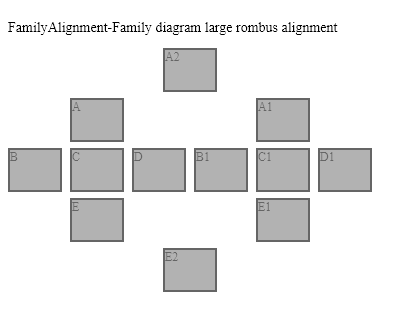 FamilyAlignment-Family diagram large rombus alignment
A2
A A1
B C D B1 C1 D1
E E1
E2